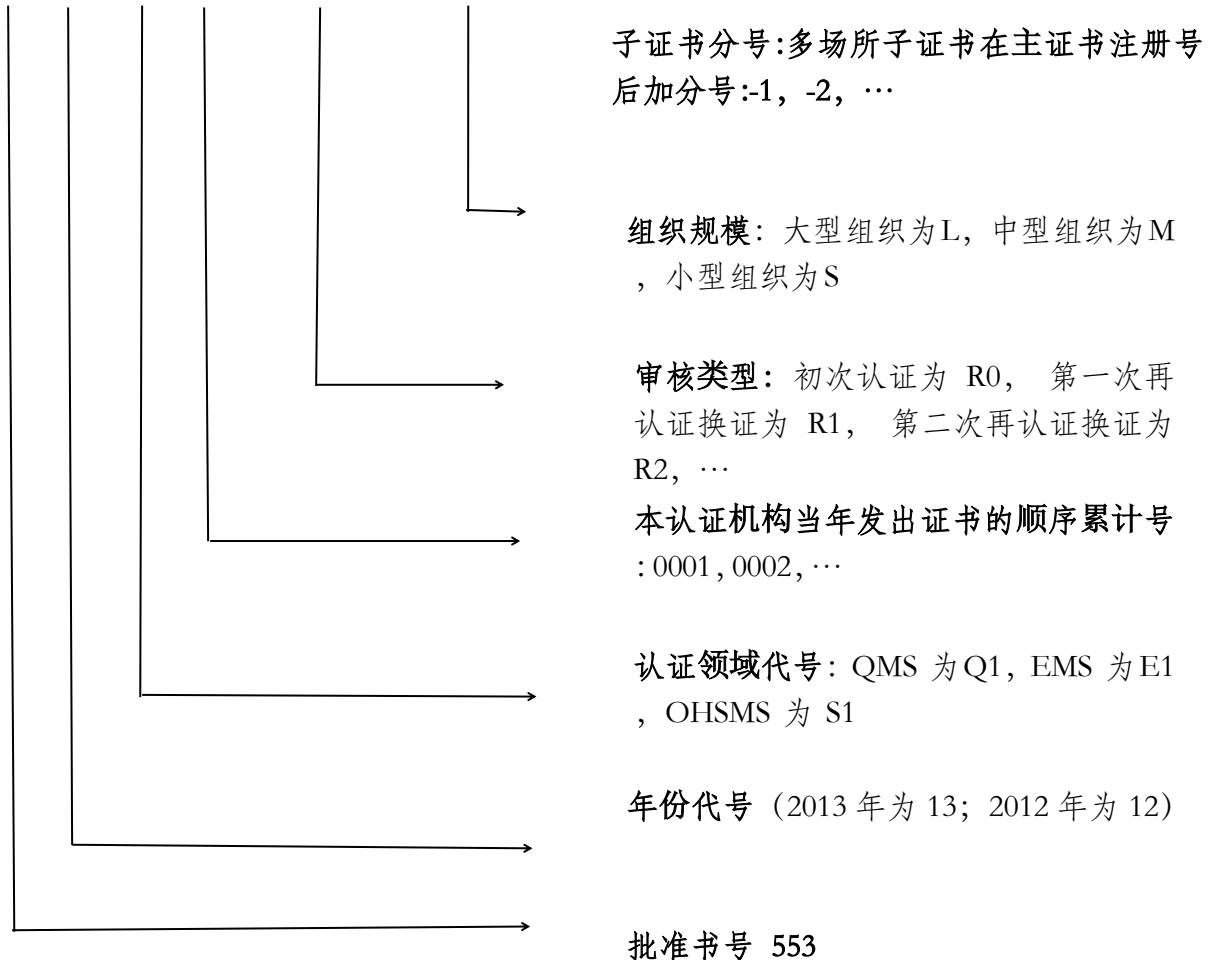 子证书分号:多场所子证书在主证书注册号
后加分号:-1，-2，…
组织规模：大型组织为L，中型组织为M
，小型组织为S
审核类型：初次认证为 R0， 第一次再
认证换证为 R1， 第二次再认证换证为
R2，…
本认证机构当年发出证书的顺序累计号
:0001,0002,…
认证领域代号：QMS 为Q1，EMS 为E1
，OHSMS 为 S1
年份代号（2013 年为 13；2012 年为 12）
批准书号 553